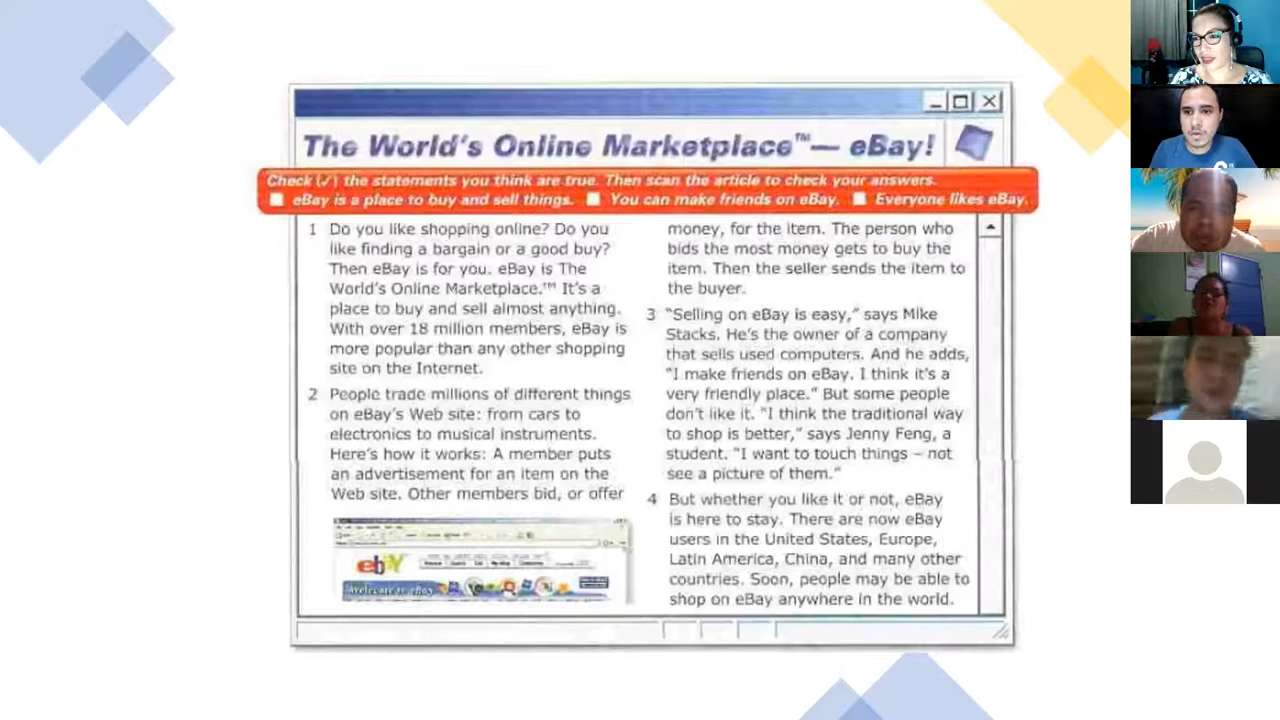 The World's Online Marketplace™— eBay!
Check (✓) the statements you think are true. Then scan the article to check your answers.
eBay is a place to buy and sell things. You can make friends on eBay. Everyone likes eBay.
1 Do you like shopping online? Do you
like finding a bargain or a good buy?
Then eBay is for you. eBay is The
World's Online Marketplace.™ It's a
place to buy and sell almost anything.
With over 18 million members, eBay is
more popular than any other shopping
site on the Internet.
2 People trade millions of different things
on eBay's Web site: from cars to
electronics to musical instruments.
Here's how it works: A member puts
an advertisement for an item on the
Web site. Other members bid, or offer
ebY
Welcome to eBay
money, for the item. The person who
bids the most money gets to buy the
item. Then the seller sends the item to
the buyer.
3 "Selling on eBay is easy," says Mike
Stacks. He's the owner of a company
that sells used computers. And he adds,
"I make friends on eBay. I think it's a
very friendly place." But some people
don't like it. "I think the traditional way
to shop is better," says Jenny Feng, a
student. "I want to touch things – not
see a picture of them."
4 But whether you like it or not, eBay
is here to stay. There are now eBay
users in the United States, Europe,
Latin America, China, and many other
countries. Soon, people may be able to
shop on eBay anywhere in the world.